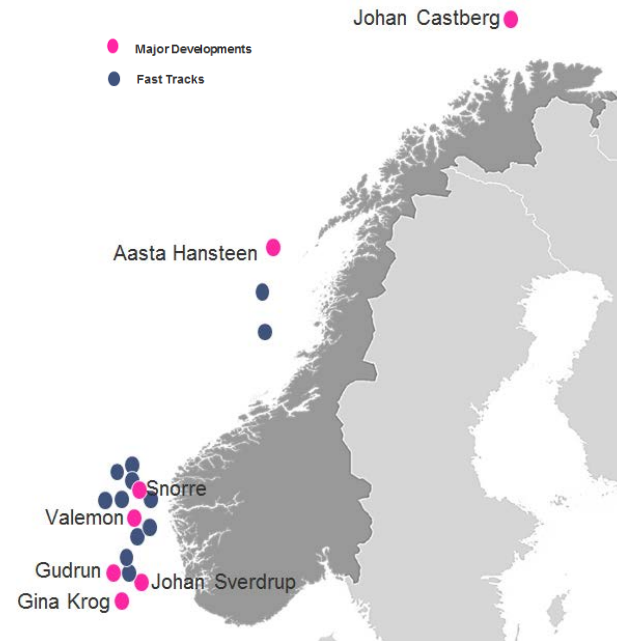 Johan Castberg
Major Developments
Fast Tracks
Aasta Hansteen
Snorre
Valemon
Gudrun
Johan Sverdrup
Gina Krog